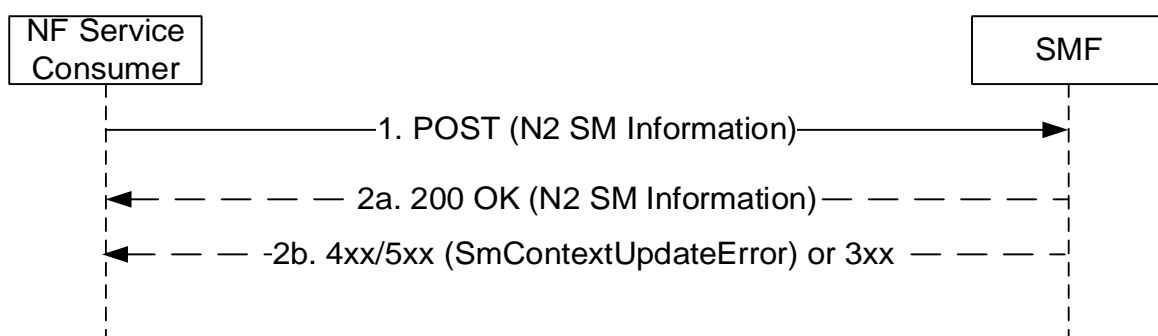 NF Service
Consumer
SMF
1. POST (N2 SM Information)
2a. 200 OK (N2 SM Information)
-2b. 4xx/5xx (SmContextUpdateError) or 3xx